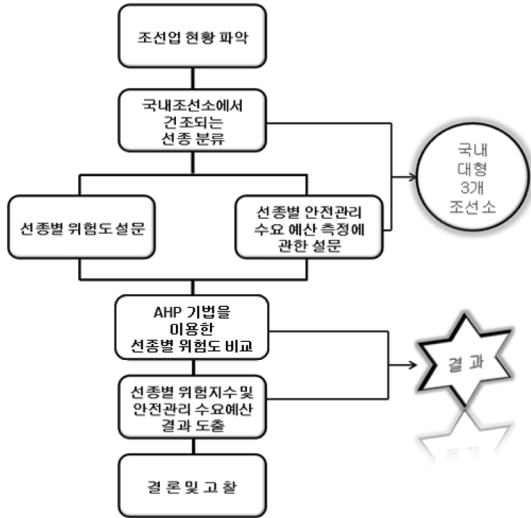 조선업 현황 파악
국내조선소에서
건조되는
선종 분류
국내
대형
3개
조선소
선종별 위험도 설문
선종별 안전관리
수요 예산 측정에
관한 설문
AHP 기법을
이용한
선종별 위험도 비교
결 과
선종별 위험지수 및
안전관리 수요예산
결과 도출
결 론 및 고 찰